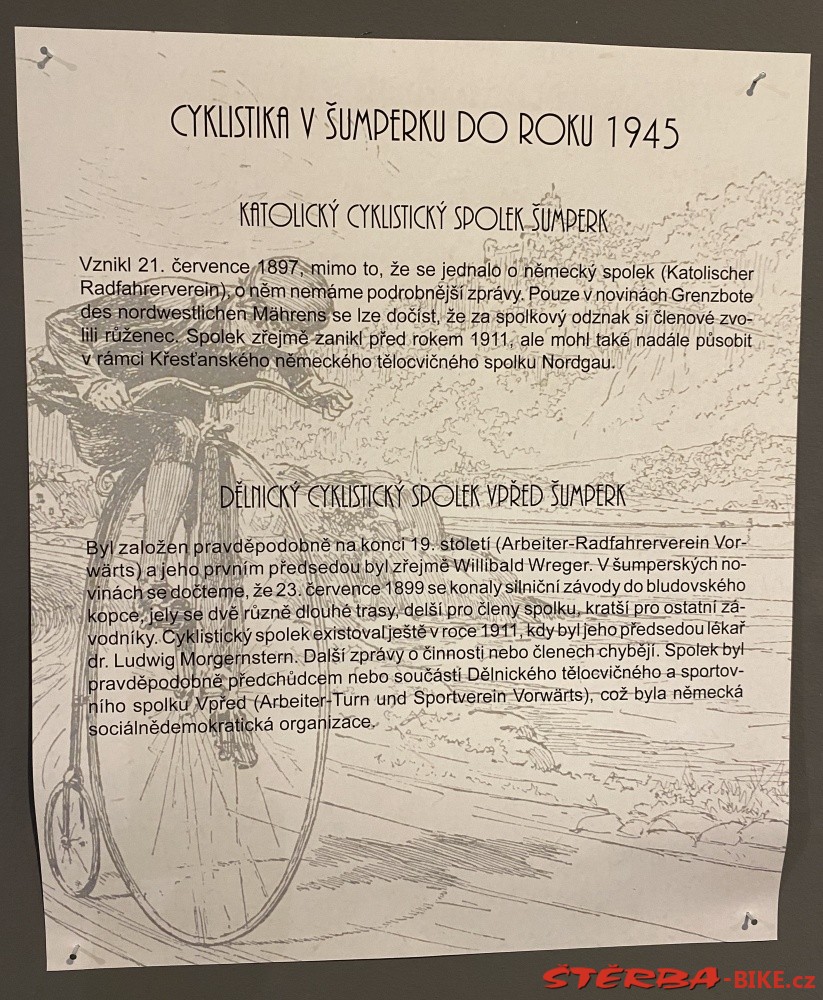 CYKLISTIKA V ŠUMPERKU DO ROKU 1945
KATOLICKÝ CYKLISTICKÝ SPOLEK ŠUMPERK
Vznikl 21. července 1897, mimo to, že se jednalo o německý spolek (Katolischer
Radfahrerverein), o něm nemáme podrobnější zprávy. Pouze v novinách Grenzbote
des nordwestlichen Mährens se lze dočíst, že za spolkový odznak si členové zvo-
lili růženec. Spolek zřejmě zanikl před rokem 1911, ale mohl také nadále působit
v rámci Křesťanského německého tělocvičného spolku Nordgau.
DĚLNICKÝ CYKLISTICKÝ SPOLEK VPŘED ŠUMPERK
Byl založen pravděpodobně na konci 19. století (Arbeiter-Radfahrerverein Vor-
wärts) a jeho prvním předsedou byl zřejmě Willibald Wreger. V šumperských no-
vinách se dočteme, že 23. července 1899 se konaly silniční závody do bludovského
kopce, jely se dvě různě dlouhé trasy, delší pro členy spolku, kratší pro ostatní zá-
vodníky. Cyklistický spolek existoval ještě v roce 1911, kdy byl jeho předsedou lékař
dr. Ludwig Morgernstern. Další zprávy o činnosti nebo členech chybějí. Spolek byl
pravděpodobně předchůdcem nebo součástí Dělnického tělocvičného a sportov-
ního spolku Vpřed (Arbeiter-Turn und Sportverein Vorwärts), což byla německá
sociálnědemokratická organizace.
ŠTĚRBA-BIKE.cz